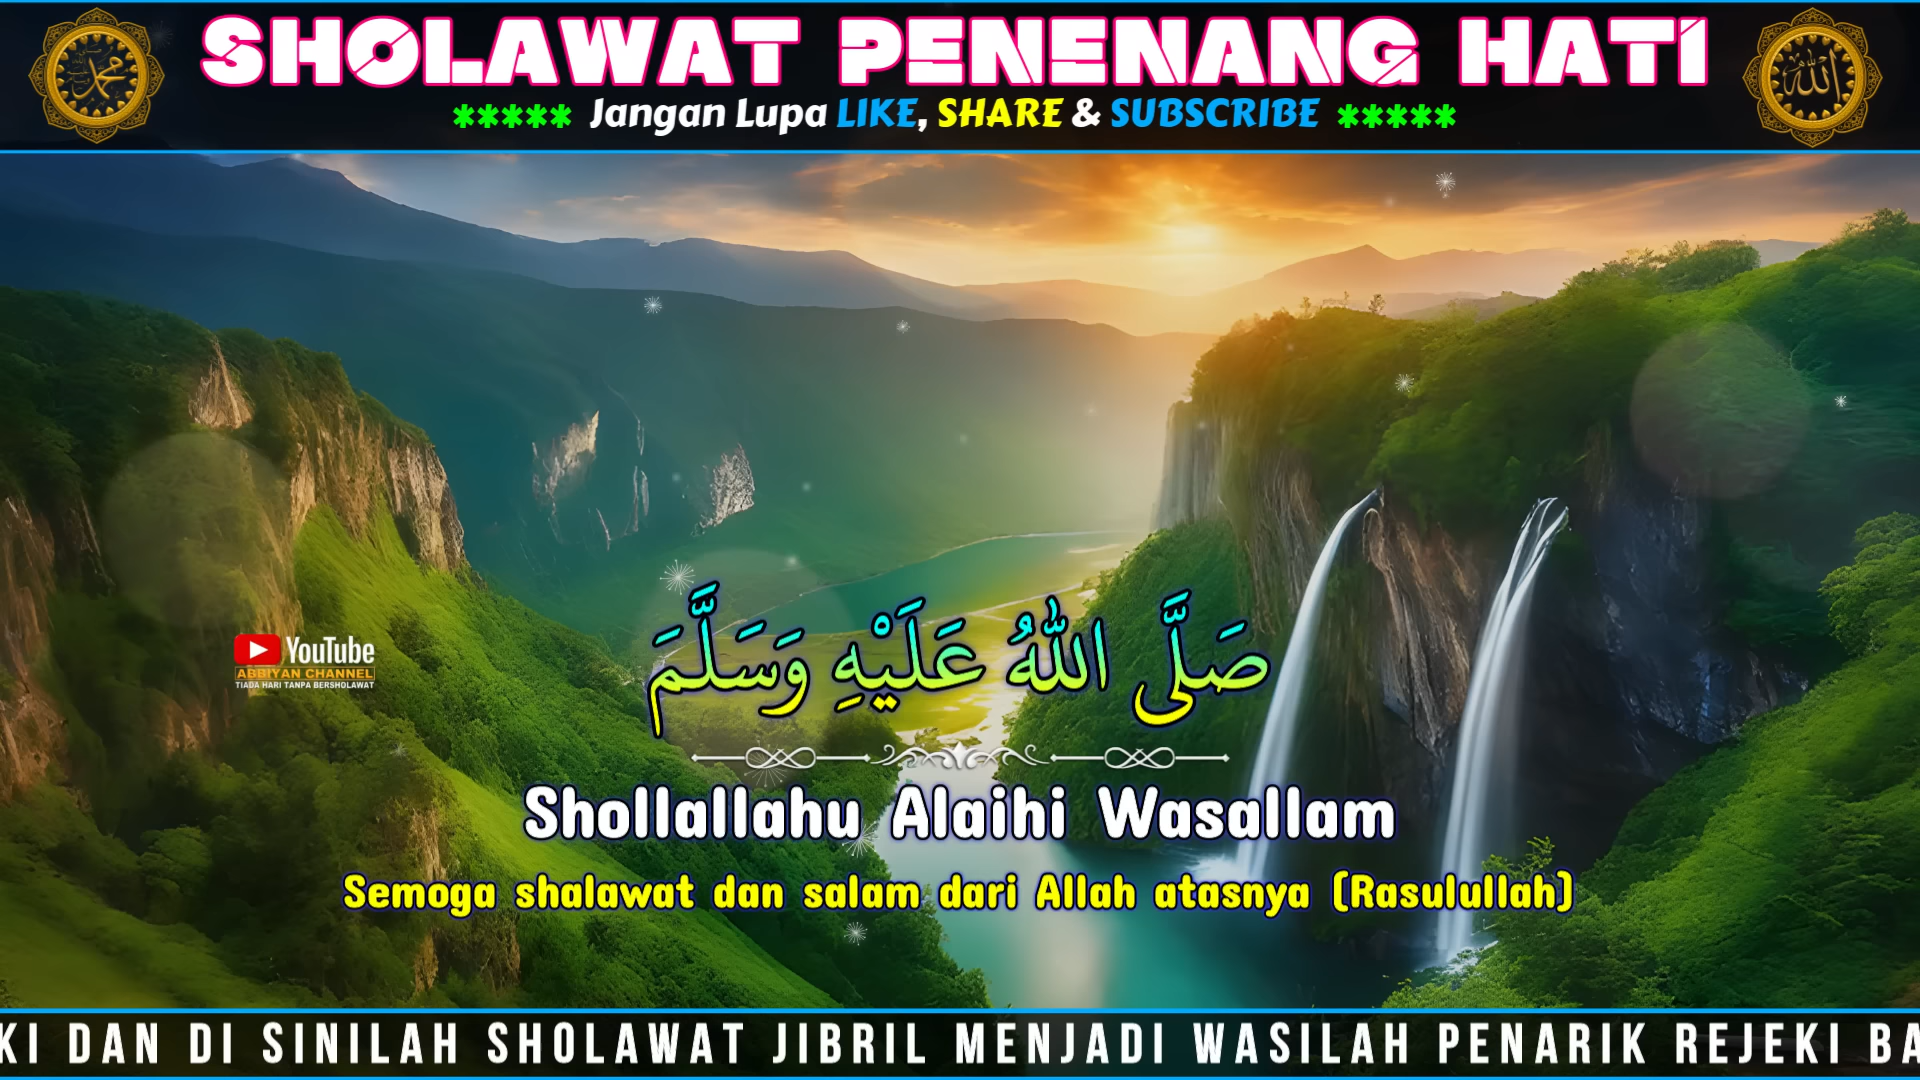 SHOLAWAT PENENANG HATI
***** Jangan Lupa LIKE, SHARE & SUBSCRIBE *****
محمد
الله
صَلَّى اللهُ عَلَيْهِ وَسَلَّمَ
YouTube
ABBIYAN CHANNEL
TIADA HARI TANPA BERSHOLAWAT
Shollallahu Alaihi Wasallam
Semoga shalawat dan salam dari Allah atasnya (Rasulullah)
KI DAN DI SINILAH SHOLAWAT JIBRIL MENJADI WASILAH PENARIK REJEKI BA